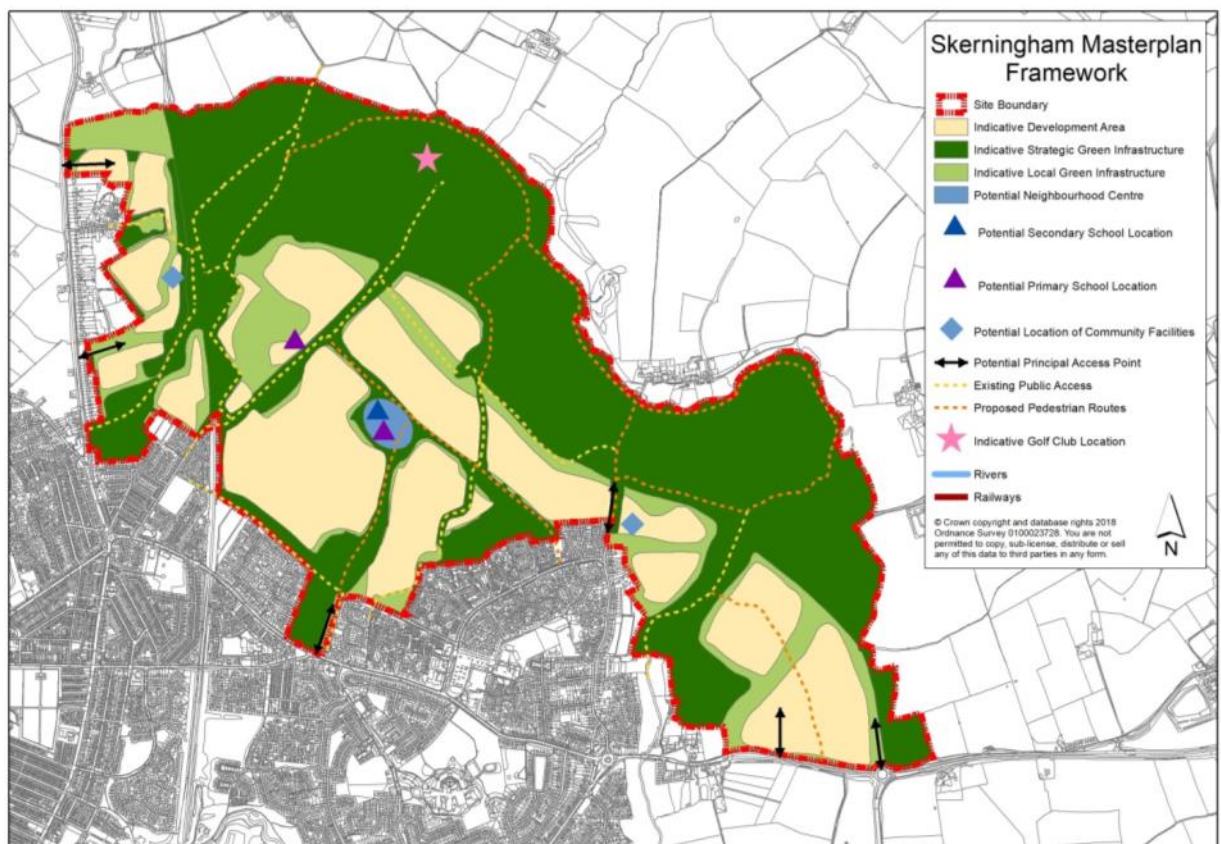 Skerningham Masterplan
Framework
Site Boundary
Indicative Development Area
Indicative Strategic Green Infrastructure
Indicative Local Green Infrastructure
Potential Neighbourhood Centre
Potential Secondary School Location
Potential Primary School Location
Potential Location of Community Facilities
Potential Principal Access Point
Existing Public Access
Proposed Pedestrian Routes
Indicative Golf Club Location
Rivers
Railways
© Crown copyright and database rights 2018
Ordnance Survey 0100023728. You are not
permitted to copy, sub-license, distribute or sell
any of this data to third parties in any form.
N